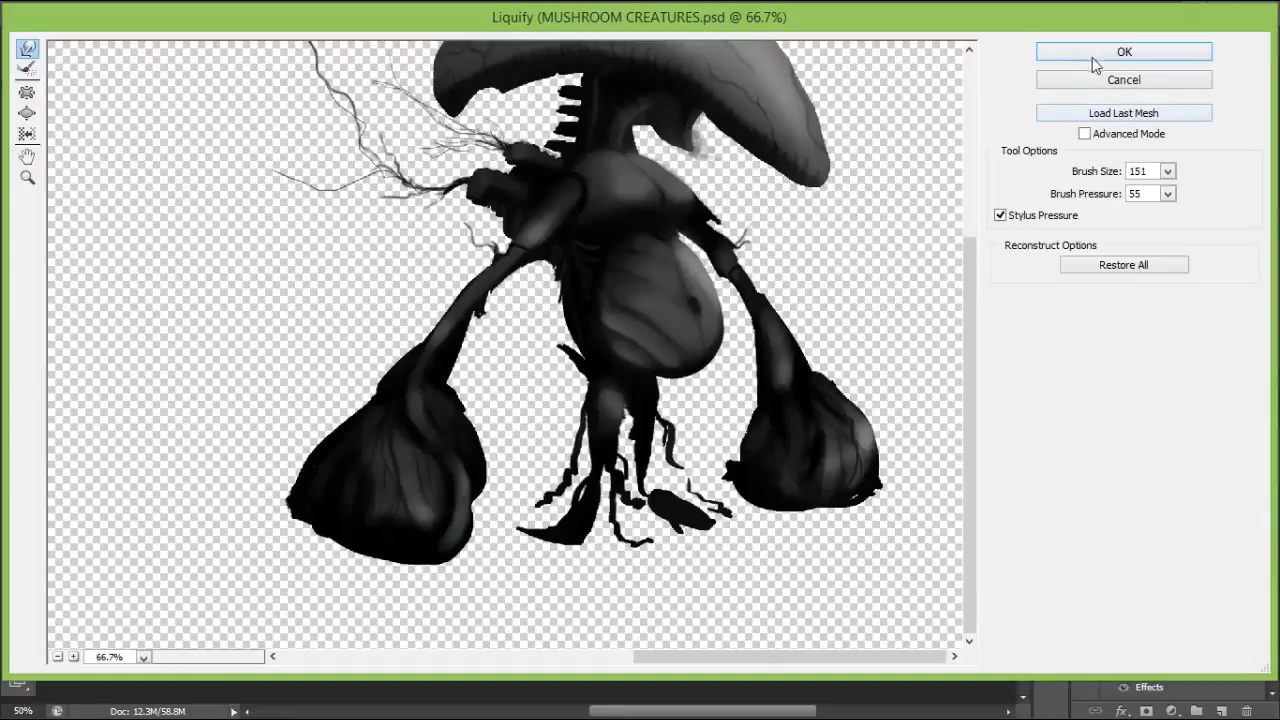 Liquify (MUSHROOM CREATURES.psd @ 66.7%)
OK
Cancel
Load Last Mesh
Advanced Mode
Tool Options
Brush Size: 151
Brush Pressure: 55
Stylus Pressure
Reconstruct Options
Restore All
66.7%
Effects
50%
Doc: 12.3M/58.8M
fx